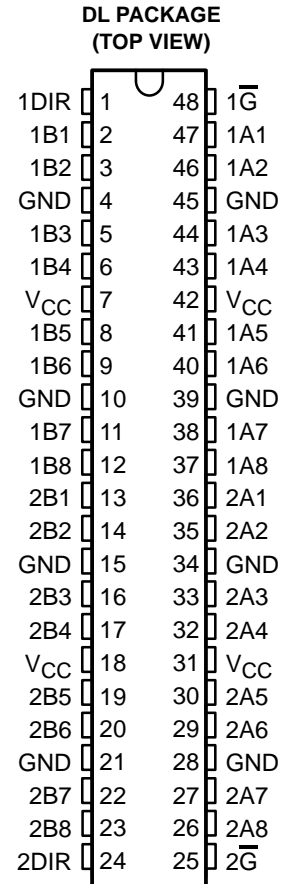 DL PACKAGE
(TOP VIEW)
1DIR 1 48 1G̅
1B1 2 47 1A1
1B2 3 46 1A2
GND 4 45 GND
1B3 5 44 1A3
1B4 6 43 1A4
VCC 7 42 VCC
1B5 8 41 1A5
1B6 9 40 1A6
GND 10 39 GND
1B7 11 38 1A7
1B8 12 37 1A8
2B1 13 36 2A1
2B2 14 35 2A2
GND 15 34 GND
2B3 16 33 2A3
2B4 17 32 2A4
VCC 18 31 VCC
2B5 19 30 2A5
2B6 20 29 2A6
GND 21 28 GND
2B7 22 27 2A7
2B8 23 26 2A8
2DIR 24 25 2G̅